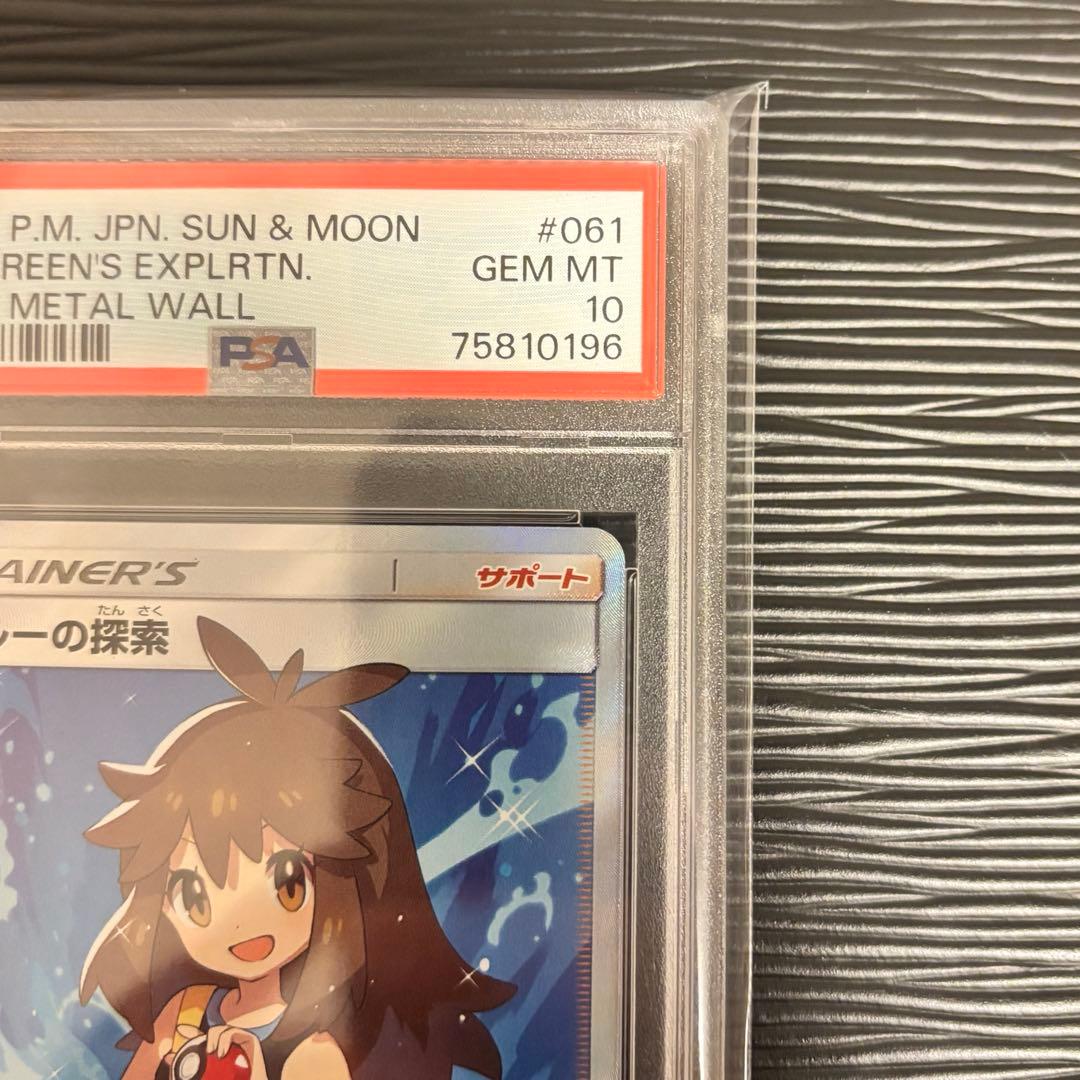 P.M. JPN. SUN & MOON #061
REEN'S EXPLRTN. GEM MT
METAL WALL 10
PSA 75810196
AINER'S サポート
たん さく
ーの探索